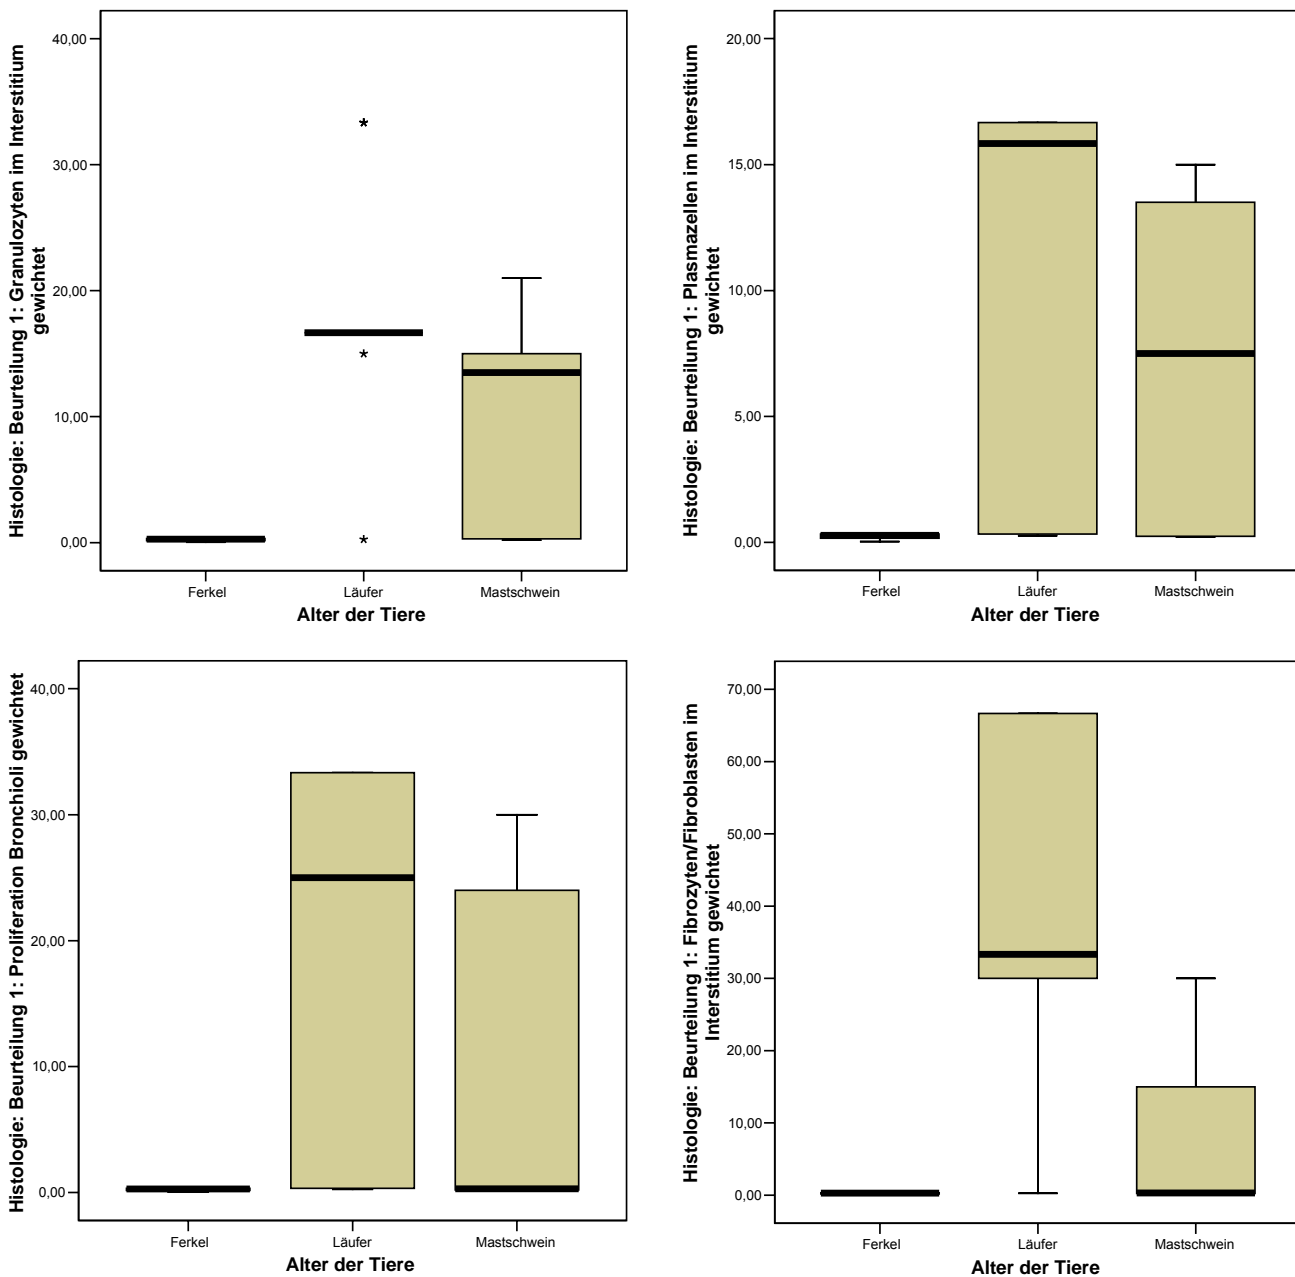 Histologie: Beurteilung 1: Granulozyten im Interstitium
gewichtet
40,00
30,00
20,00
10,00
0,00
*
*
*
Ferkel
Läufer
Mastschwein
Alter der Tiere
Histologie: Beurteilung 1: Plasmazellen im Interstitium
gewichtet
20,00
15,00
10,00
5,00
0,00
Ferkel
Läufer
Mastschwein
Alter der Tiere
Histologie: Beurteilung 1: Proliferation Bronchioli gewichtet
40,00
30,00
20,00
10,00
0,00
Ferkel
Läufer
Mastschwein
Alter der Tiere
Histologie: Beurteilung 1: Fibrozyten/Fibroblasten im
Interstitium gewichtet
70,00
60,00
50,00
40,00
30,00
20,00
10,00
0,00
Ferkel
Läufer
Mastschwein
Alter der Tiere